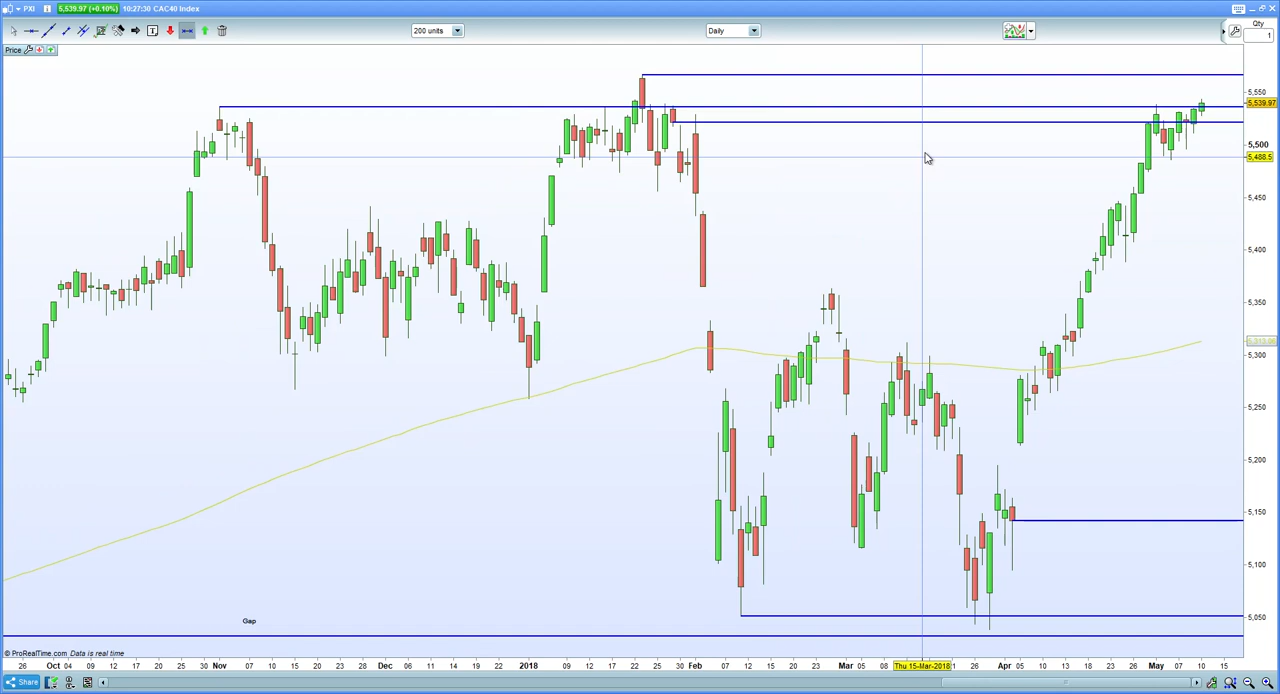 PXI 5,539.97 (+0.10%) 10:27:30 CAC40 Index
200 units Daily Qty
1
Price
5,550
5,539.97
5,500
5,488.5
5,450
5,400
5,350
5,313.06
5,300
5,250
5,200
5,150
5,100
5,050
Gap
© ProRealTime.com Data is real time
26 Oct 04 09 12 17 20 25 31 Nov 07 10 15 20 23 28 Dec 06 11 14 19 22 2018 09 12 17 22 25 30 Feb 07 12 15 20 23 Mar 05 08 Thu 15-Mar-2018 1 26 Apr 05 10 13 18 23 26 May 07 10 15
Share